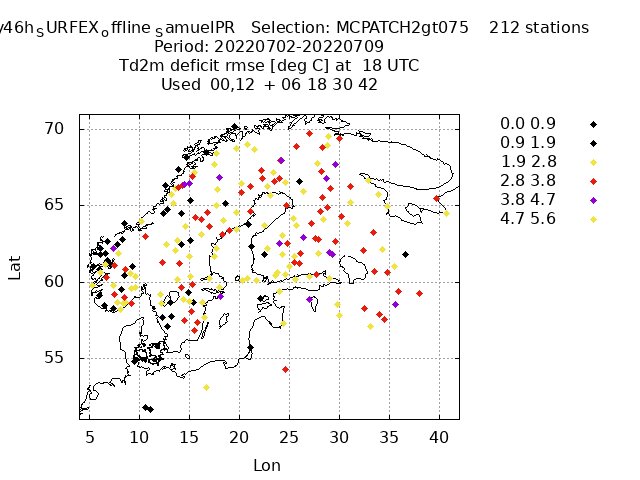 y46h_SURFEX_offline_samuelPR Selection: MCPATCH2gt075 212 stations
Period: 20220702-20220709
Td2m deficit rmse [deg C] at 18 UTC
Used 00,12 + 06 18 30 42
70
65
60
55
5 10 15 20 25 30 35 40
Lat
Lon
0.0 0.9
0.9 1.9
1.9 2.8
2.8 3.8
3.8 4.7
4.7 5.6